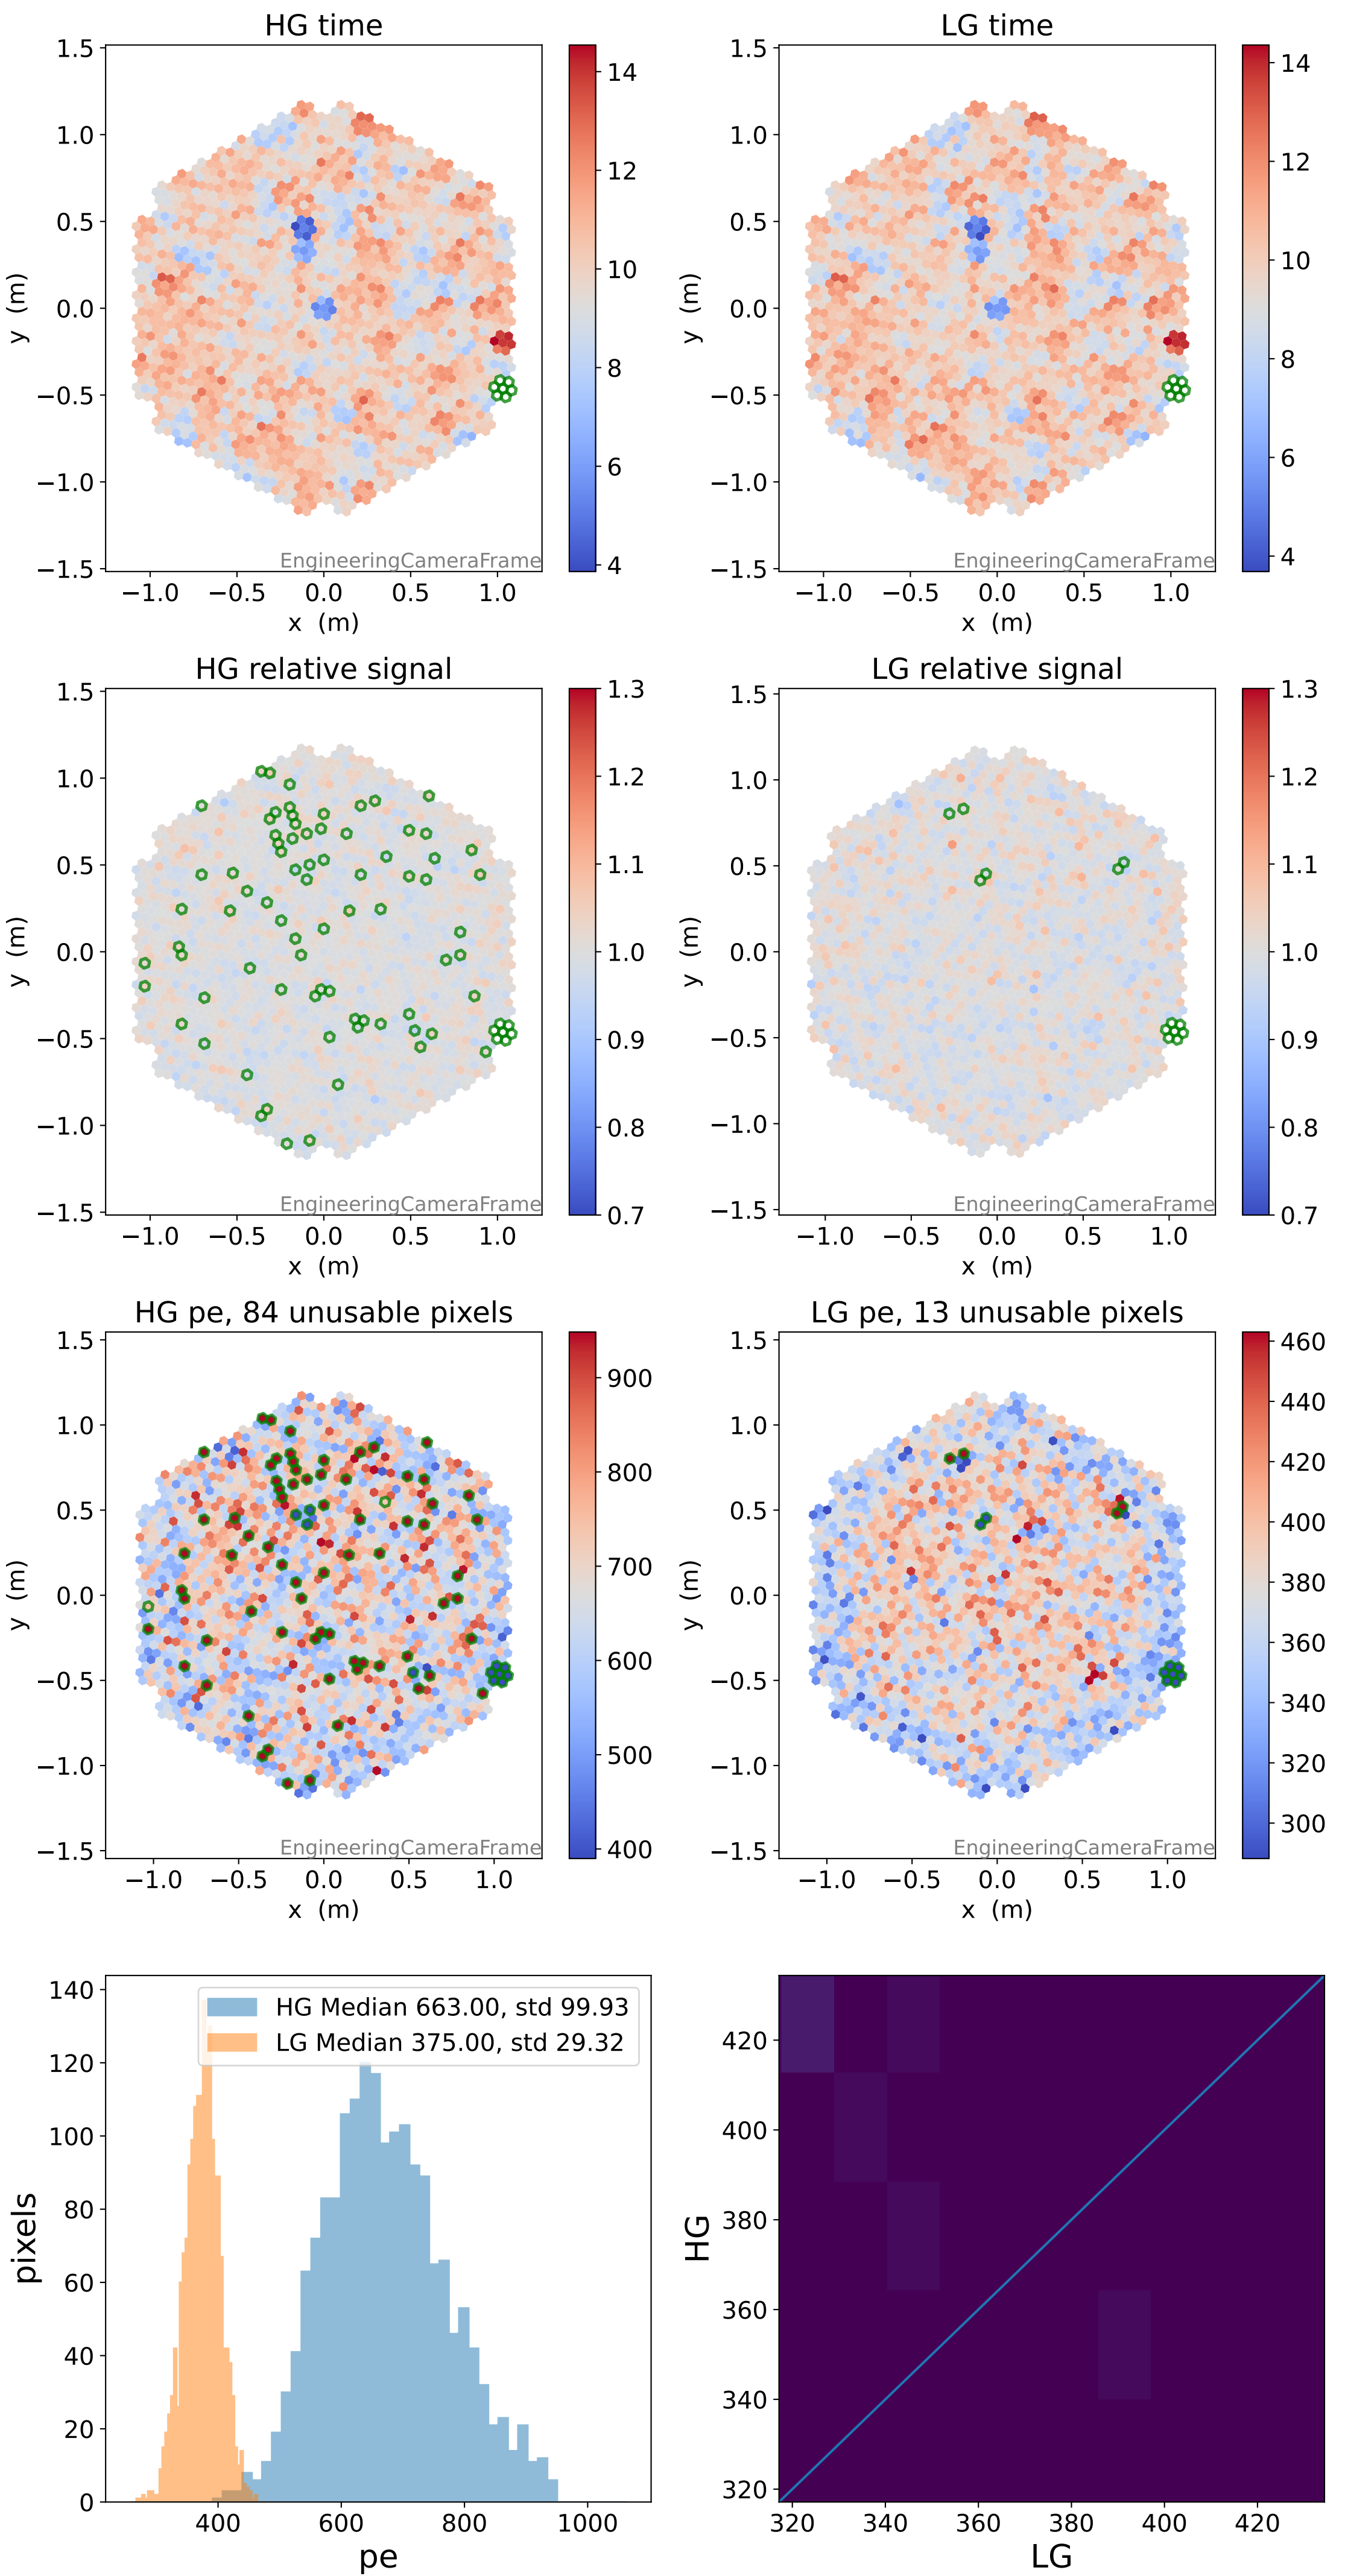 HG time
LG time
1.5
1.0
0.5
0.0
−0.5
−1.0
−1.5
y (m)
−1.0 −0.5 0.0 0.5 1.0
x (m)
EngineeringCameraFrame
14
12
10
8
6
4
1.5
1.0
0.5
0.0
−0.5
−1.0
−1.5
y (m)
−1.0 −0.5 0.0 0.5 1.0
x (m)
EngineeringCameraFrame
14
12
10
8
6
4
HG relative signal
LG relative signal
1.5
1.0
0.5
0.0
−0.5
−1.0
−1.5
y (m)
−1.0 −0.5 0.0 0.5 1.0
x (m)
EngineeringCameraFrame
1.3
1.2
1.1
1.0
0.9
0.8
0.7
1.5
1.0
0.5
0.0
−0.5
−1.0
−1.5
y (m)
−1.0 −0.5 0.0 0.5 1.0
x (m)
EngineeringCameraFrame
1.3
1.2
1.1
1.0
0.9
0.8
0.7
HG pe, 84 unusable pixels
LG pe, 13 unusable pixels
1.5
1.0
0.5
0.0
−0.5
−1.0
−1.5
y (m)
−1.0 −0.5 0.0 0.5 1.0
x (m)
EngineeringCameraFrame
900
800
700
600
500
400
1.5
1.0
0.5
0.0
−0.5
−1.0
−1.5
y (m)
−1.0 −0.5 0.0 0.5 1.0
x (m)
EngineeringCameraFrame
460
440
420
400
380
360
340
320
300
HG Median 663.00, std 99.93
LG Median 375.00, std 29.32
140
120
100
80
60
40
20
0
pixels
400 600 800 1000
pe
420
400
380
360
340
320
HG
320 340 360 380 400 420
LG